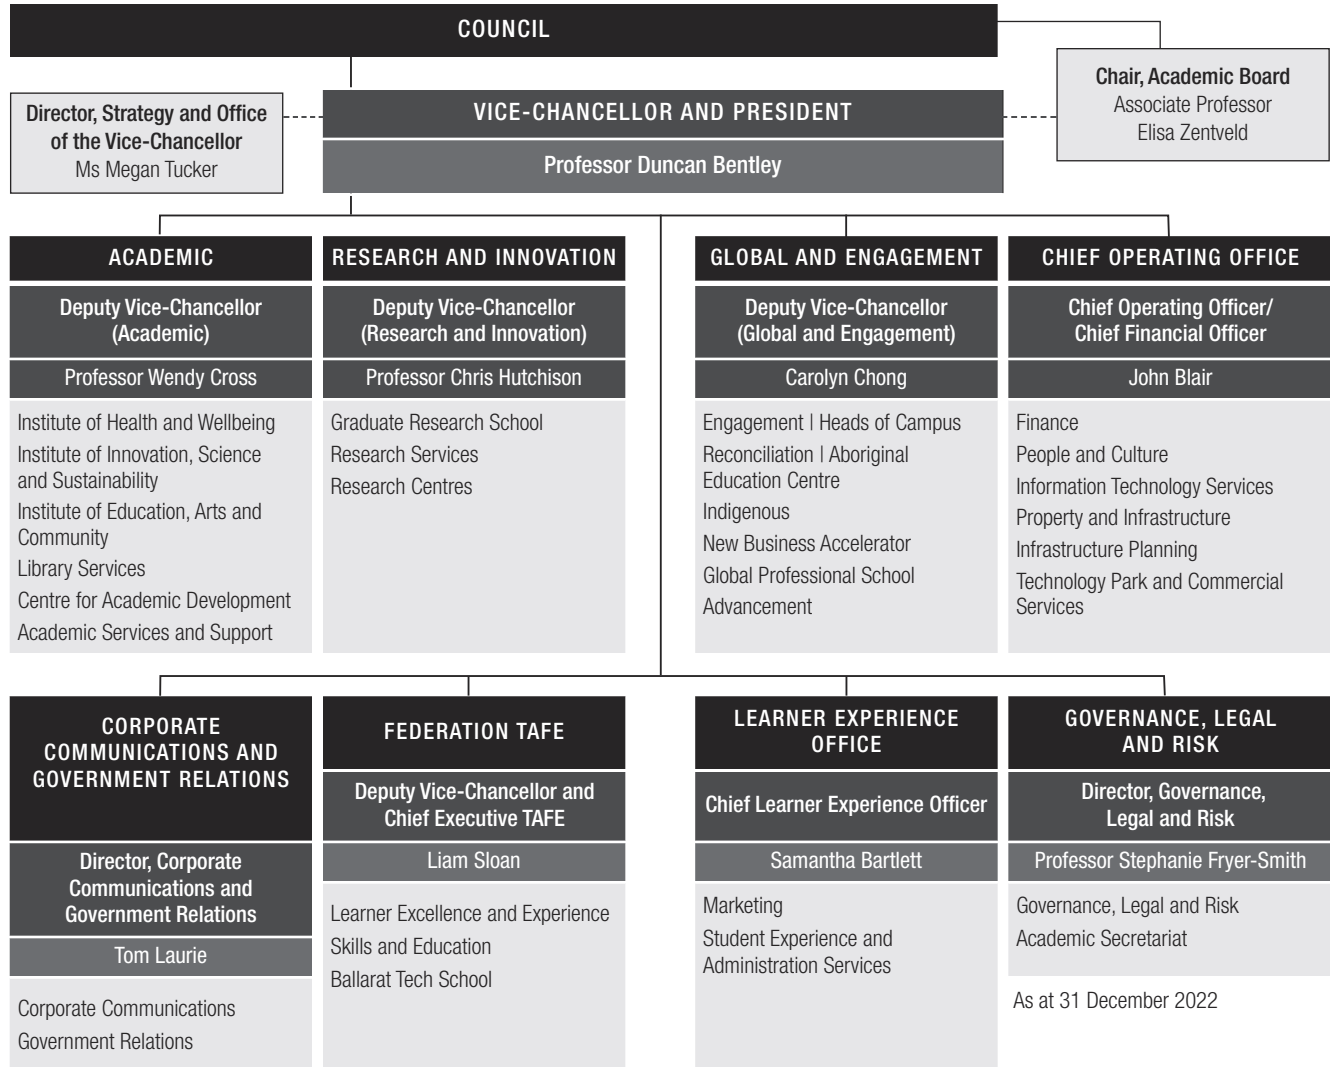 COUNCIL
Chair, Academic Board
Associate Professor
Elisa Zentveld
Director, Strategy and Office
of the Vice-Chancellor
Ms Megan Tucker
VICE-CHANCELLOR AND PRESIDENT
Professor Duncan Bentley
ACADEMIC
Deputy Vice-Chancellor
(Academic)
Professor Wendy Cross
Institute of Health and Wellbeing
Institute of Innovation, Science
and Sustainability
Institute of Education, Arts and
Community
Library Services
Centre for Academic Development
Academic Services and Support
RESEARCH AND INNOVATION
Deputy Vice-Chancellor
(Research and Innovation)
Professor Chris Hutchison
Graduate Research School
Research Services
Research Centres
GLOBAL AND ENGAGEMENT
Deputy Vice-Chancellor
(Global and Engagement)
Carolyn Chong
Engagement | Heads of Campus
Reconciliation | Aboriginal
Education Centre
Indigenous
New Business Accelerator
Global Professional School
Advancement
CHIEF OPERATING OFFICE
Chief Operating Officer/
Chief Financial Officer
John Blair
Finance
People and Culture
Information Technology Services
Property and Infrastructure
Infrastructure Planning
Technology Park and Commercial
Services
CORPORATE
COMMUNICATIONS AND
GOVERNMENT RELATIONS
Director, Corporate
Communications and
Government Relations
Tom Laurie
Corporate Communications
Government Relations
FEDERATION TAFE
Deputy Vice-Chancellor and
Chief Executive TAFE
Liam Sloan
Learner Excellence and Experience
Skills and Education
Ballarat Tech School
LEARNER EXPERIENCE
OFFICE
Chief Learner Experience Officer
Samantha Bartlett
Marketing
Student Experience and
Administration Services
GOVERNANCE, LEGAL
AND RISK
Director, Governance,
Legal and Risk
Professor Stephanie Fryer-Smith
Governance, Legal and Risk
Academic Secretariat
As at 31 December 2022